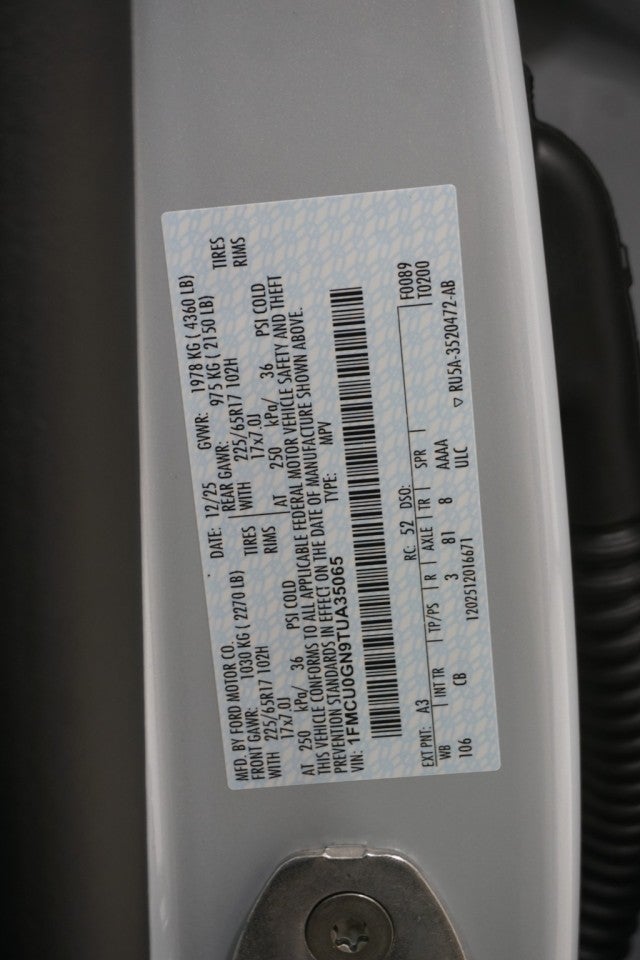 MFD. BY FORD MOTOR CO. DATE: 12/25 GVWR: 1978 KG ( 4360 LB)
FRONT GAWR: 1030 KG ( 2270 LB) REAR GAWR: 975 KG ( 2150 LB)
WITH 225/65R17 102H TIRES WITH 225/65R17 102H TIRES
17x7.0J RIMS 17x7.0J RIMS
AT 250 kPa/ 36 PSI COLD AT 250 kPa/ 36 PSI COLD
THIS VEHICLE CONFORMS TO ALL APPLICABLE FEDERAL MOTOR VEHICLE SAFETY AND THEFT
PREVENTION STANDARDS IN EFFECT ON THE DATE OF MANUFACTURE SHOWN ABOVE.
VIN: 1FMCU0GN9TUA35065 TYPE: MPV
EXT PNT: A3 RC: 52 DSO: F0089
WB INT TR TP/PS R AXLE TR SPR T0200
106 CB 3 81 8 AAAA ▽ RU5A-3520472-AB
1202512016671 ULC